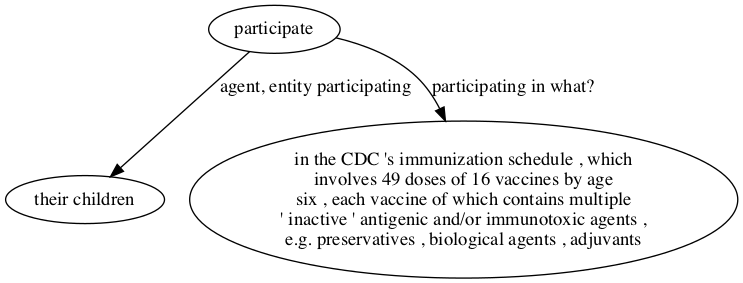 participate
agent, entity participating
participating in what?
their children
in the CDC 's immunization schedule , which
involves 49 doses of 16 vaccines by age
six , each vaccine of which contains multiple
' inactive ' antigenic and/or immunotoxic agents ,
e.g. preservatives , biological agents , adjuvants